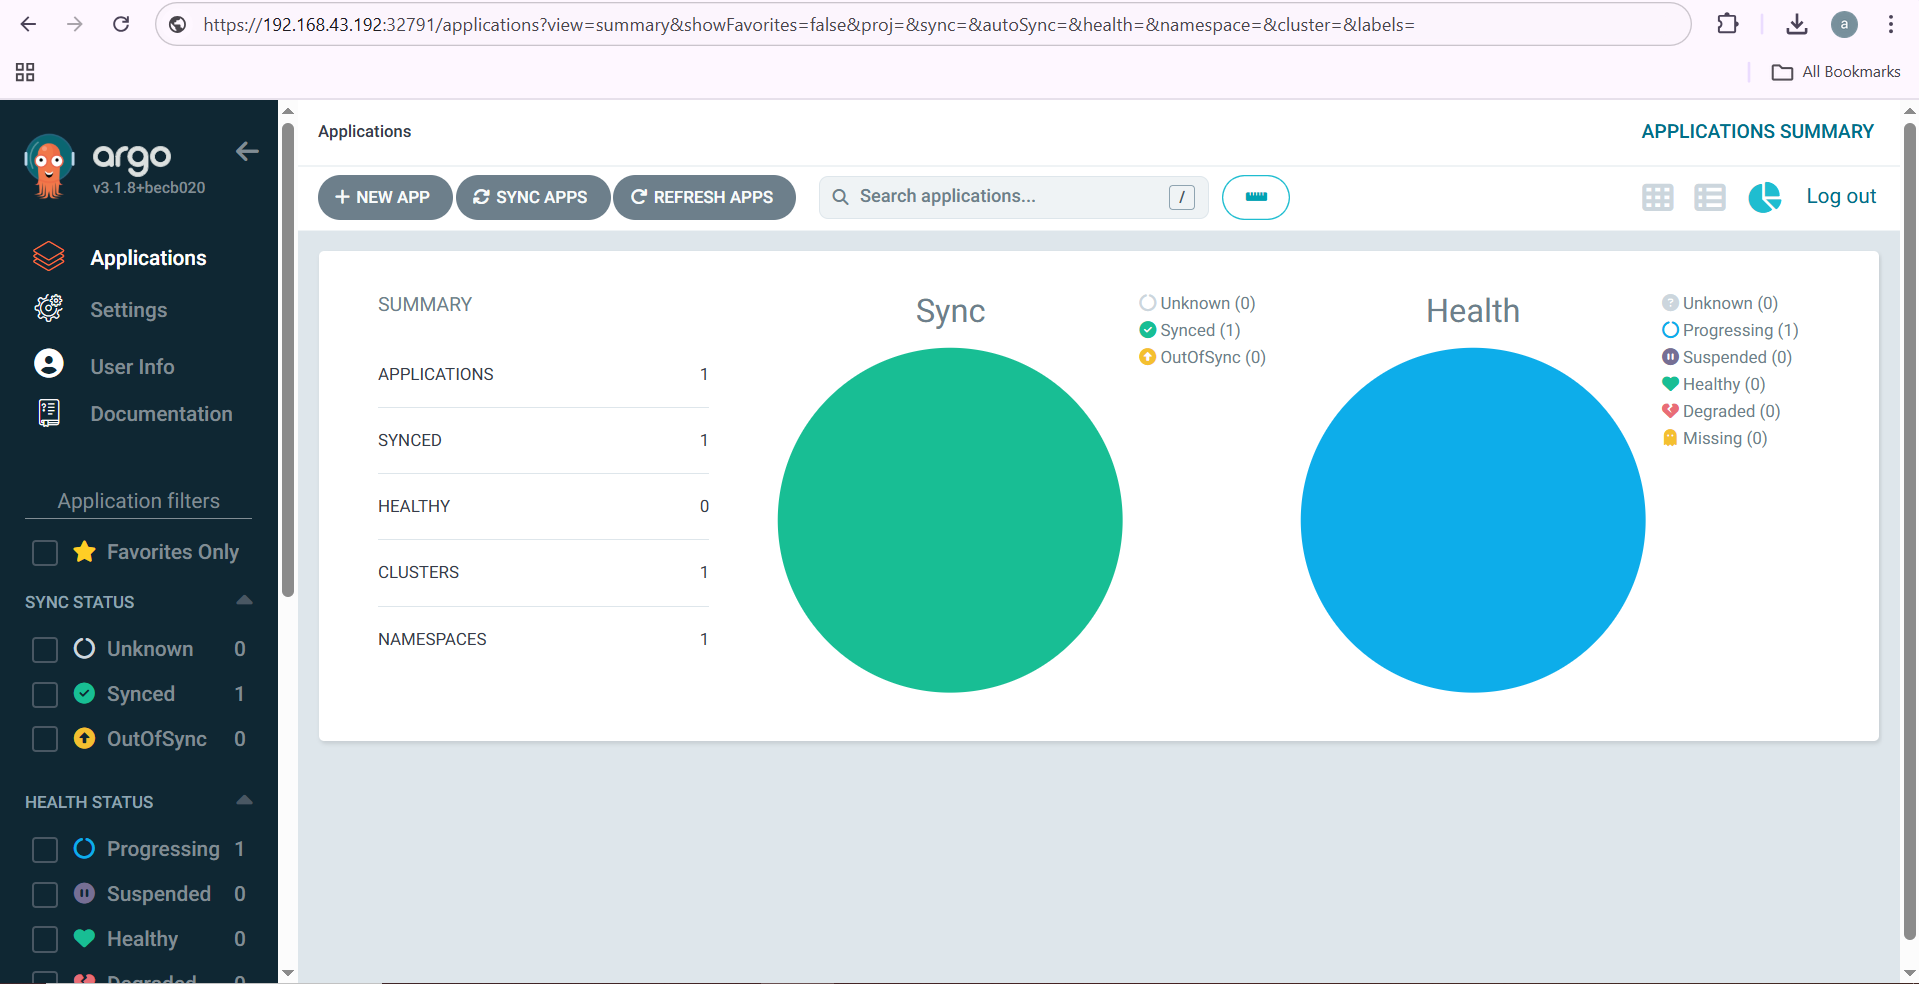 https://192.168.43.192:32791/applications?view=summary&showFavorites=false&proj=&sync=&autoSync=&health=&namespace=&cluster=&labels=
a
All Bookmarks
argo
v3.1.8+becb020
Applications
Settings
User Info
Documentation
Application filters
Favorites Only
SYNC STATUS
Unknown 0
Synced 1
OutOfSync 0
HEALTH STATUS
Progressing 1
Suspended 0
Healthy 0
Degraded 0
Applications
APPLICATIONS SUMMARY
+ NEW APP
SYNC APPS
REFRESH APPS
Search applications...
/
Log out
SUMMARY
APPLICATIONS 1
SYNCED 1
HEALTHY 0
CLUSTERS 1
NAMESPACES 1
Sync
Unknown (0)
Synced (1)
OutOfSync (0)
Health
Unknown (0)
Progressing (1)
Suspended (0)
Healthy (0)
Degraded (0)
Missing (0)